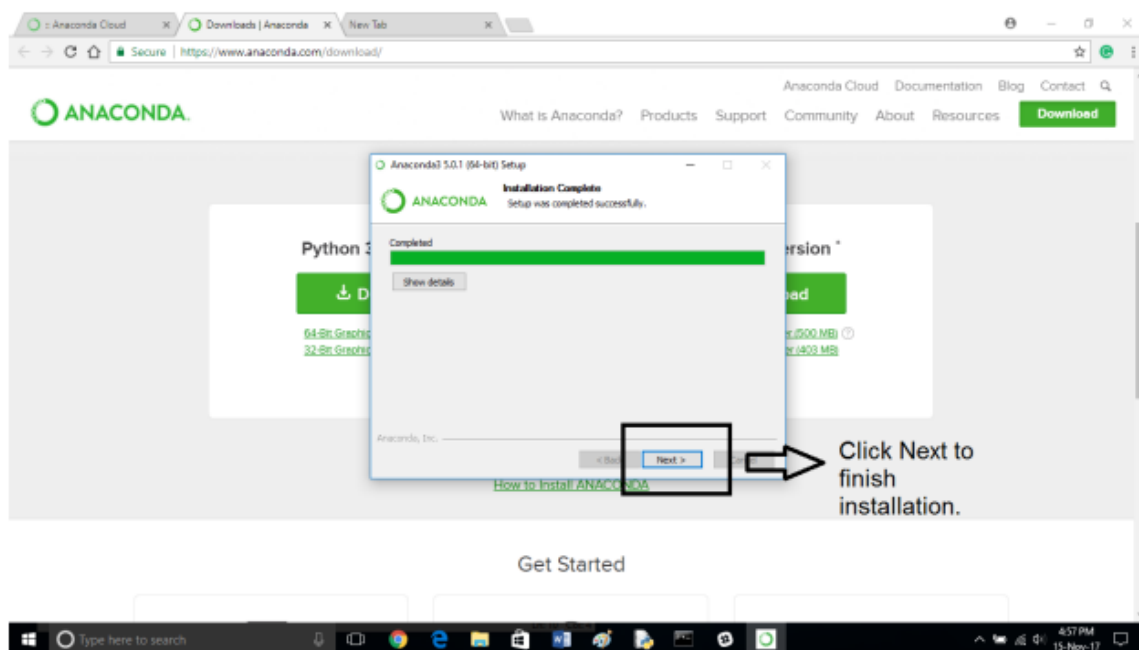 :: Anaconda Cloud
Downloads | Anaconda
New Tab
Secure | https://www.anaconda.com/download/
Anaconda Cloud Documentation Blog Contact
ANACONDA.
What is Anaconda? Products Support Community About Resources Download
Anaconda3 5.0.1 (64-bit) Setup
ANACONDA
Installation Complete
Setup was completed successfully.
Python 3
Completed
ersion *
Show details
D
oad
64-Bit Graphic
er (500 MB)
32-Bit Graphic
er (403 MB)
Anaconda, Inc.
< Back
Next >
Click Next to
finish
installation.
How to Install ANACONDA
Get Started
Type here to search
4:57 PM
15-Nov-17